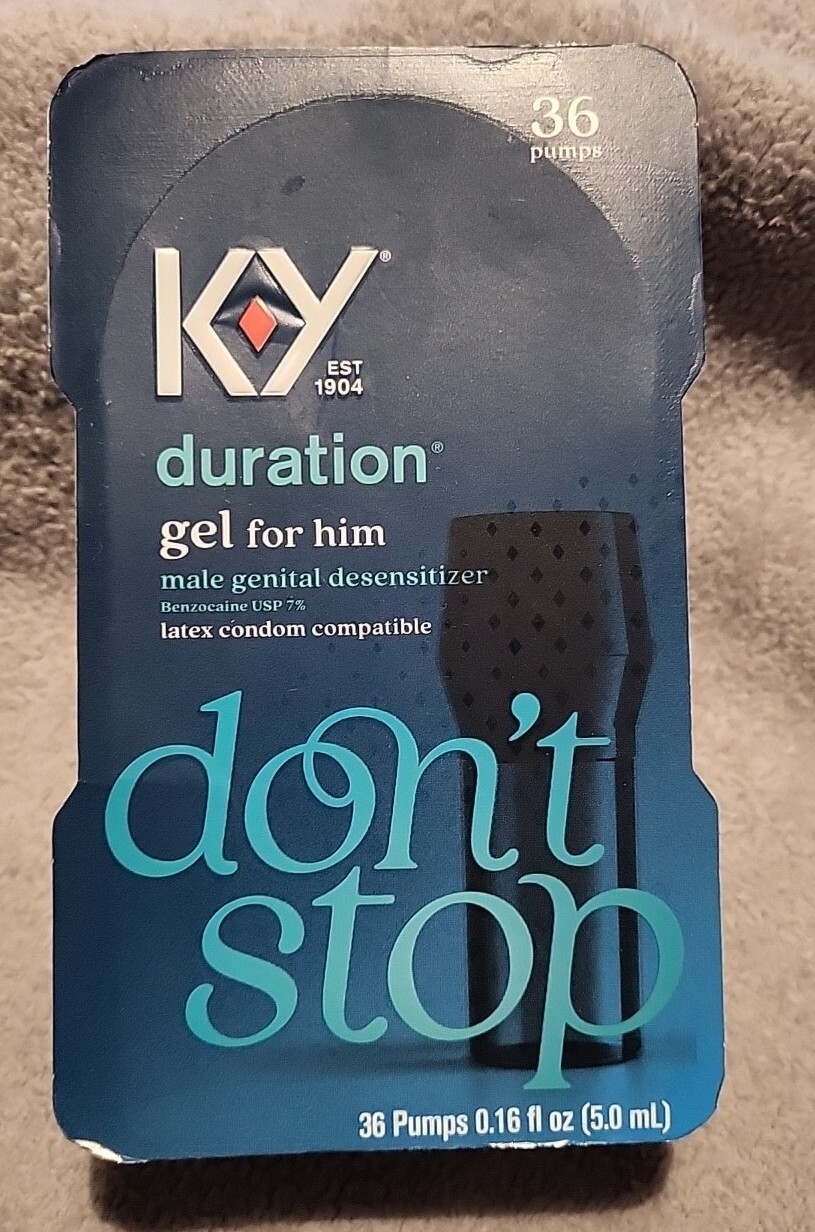 36
pumps
KY®
EST
1904
duration®
gel for him
male genital desensitizer
Benzocaine USP 7%
latex condom compatible
don't
stop
36 Pumps 0.16 fl oz (5.0 mL)